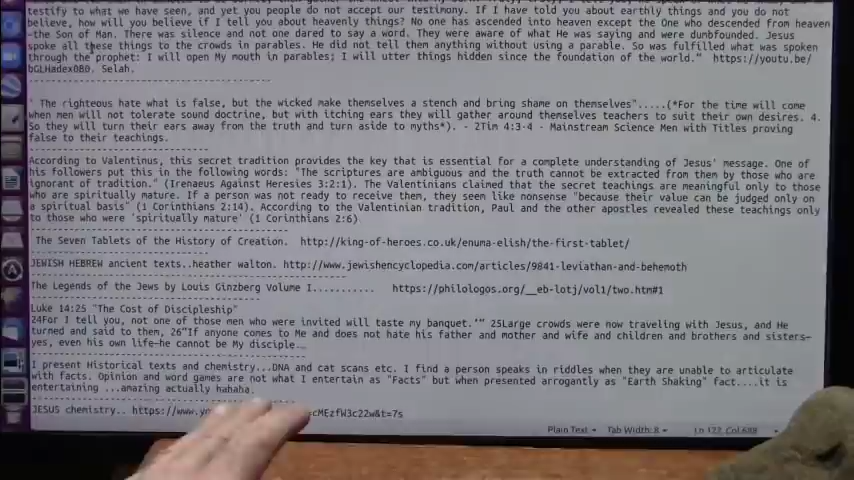 testify to what we have seen, and yet you people do not accept our testimony. If I have told you about earthly things and you do not
believe, how will you believe if I tell you about heavenly things? No one has ascended into heaven except the One who descended from heaven
—the Son of Man. There was silence and not one dared to say a word. They were aware of what He was saying and were dumbfounded. Jesus
spoke all these things to the crowds in parables. He did not tell them anything without using a parable. So was fulfilled what was spoken
through the prophet: I will open My mouth in parables; I will utter things hidden since the foundation of the world." https://youtu.be/
Selah.
' The righteous hate what is false, but the wicked make themselves a stench and bring shame on themselves".....(*For the time will come
when men will not tolerate sound doctrine, but with itching ears they will gather around themselves teachers to suit their own desires. 4.
So they will turn their ears away from the truth and turn aside to myths*). - 2Tim 4:3-4 - Mainstream Science Men with Titles proving
false to their teachings.
According to Valentinus, this secret tradition provides the key that is essential for a complete understanding of Jesus' message. One of
his followers put this in the following words: "The scriptures are ambiguous and the truth cannot be extracted from them by those who are
ignorant of tradition." (Irenaeus Against Heresies 3:2:1). The Valentinians claimed that the secret teachings are meaningful only to those
who are spiritually mature. If a person was not ready to receive them, they seem like nonsense "because their value can be judged only on
a spiritual basis" (1 Corinthians 2:14). According to the Valentinian tradition, Paul and the other apostles revealed these teachings only
to those who were 'spiritually mature' (1 Corinthians 2:6)
The Seven Tablets of the History of Creation. http://king-of-heroes.co.uk/enuma-elish/the-first-tablet/
JEWISH HEBREW ancient texts..heather walton. http://www.jewishencyclopedia.com/articles/9841-leviathan-and-behemoth
The Legends of the Jews by Louis Ginzberg Volume I........... https://philologos.org/__eb-lotj/vol1/two.htm#1
Luke 14:25 "The Cost of Discipleship"
24For I tell you, not one of those men who were invited will taste my banquet.'" 25Large crowds were now traveling with Jesus, and He
turned and said to them, 26"If anyone comes to Me and does not hate his father and mother and wife and children and brothers and sisters—
yes, even his own life—he cannot be My disciple.
I present Historical texts and chemistry...DNA and cat scans etc. I find a person speaks in riddles when they are unable to articulate
with facts. Opinion and word games are not what I entertain as "Facts" but when presented arrogantly as "Earth Shaking" fact....it is
entertaining ...amazing actually hahaha.
JESUS chemistry.. https://www.yo cMEzfW3c22w&t=7s
Plain Text Tab Width: 8 Ln 122, Col 688